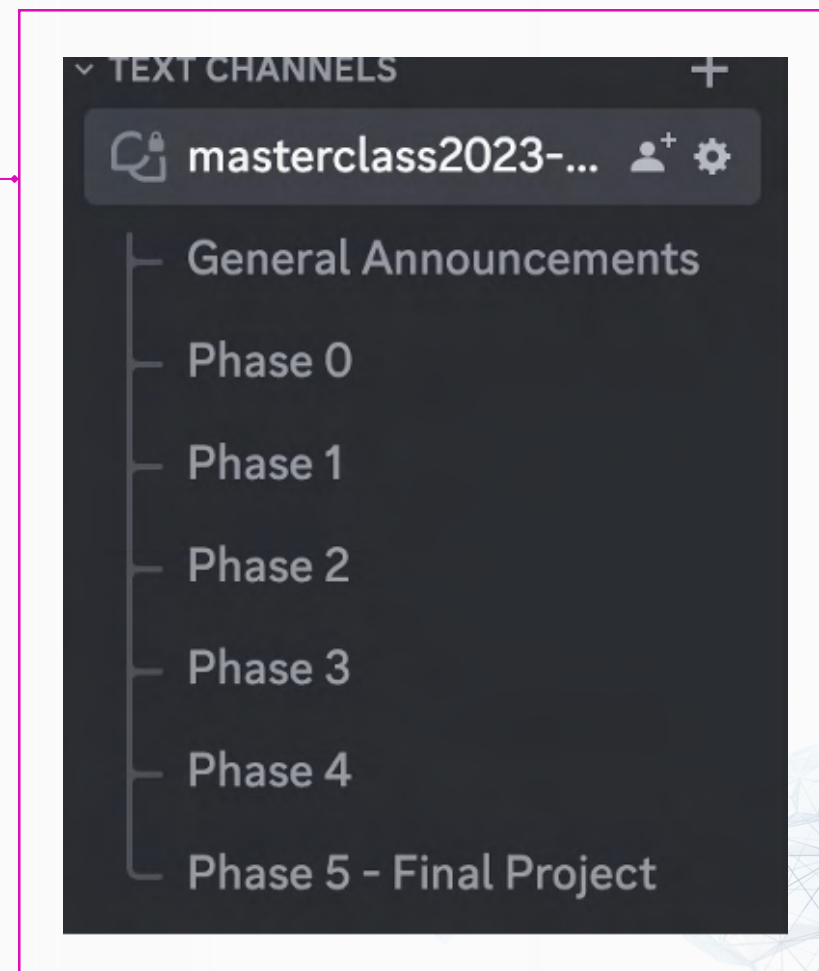 TEXT CHANNELS
masterclass2023-...
General Announcements
Phase 0
Phase 1
Phase 2
Phase 3
Phase 4
Phase 5 - Final Project